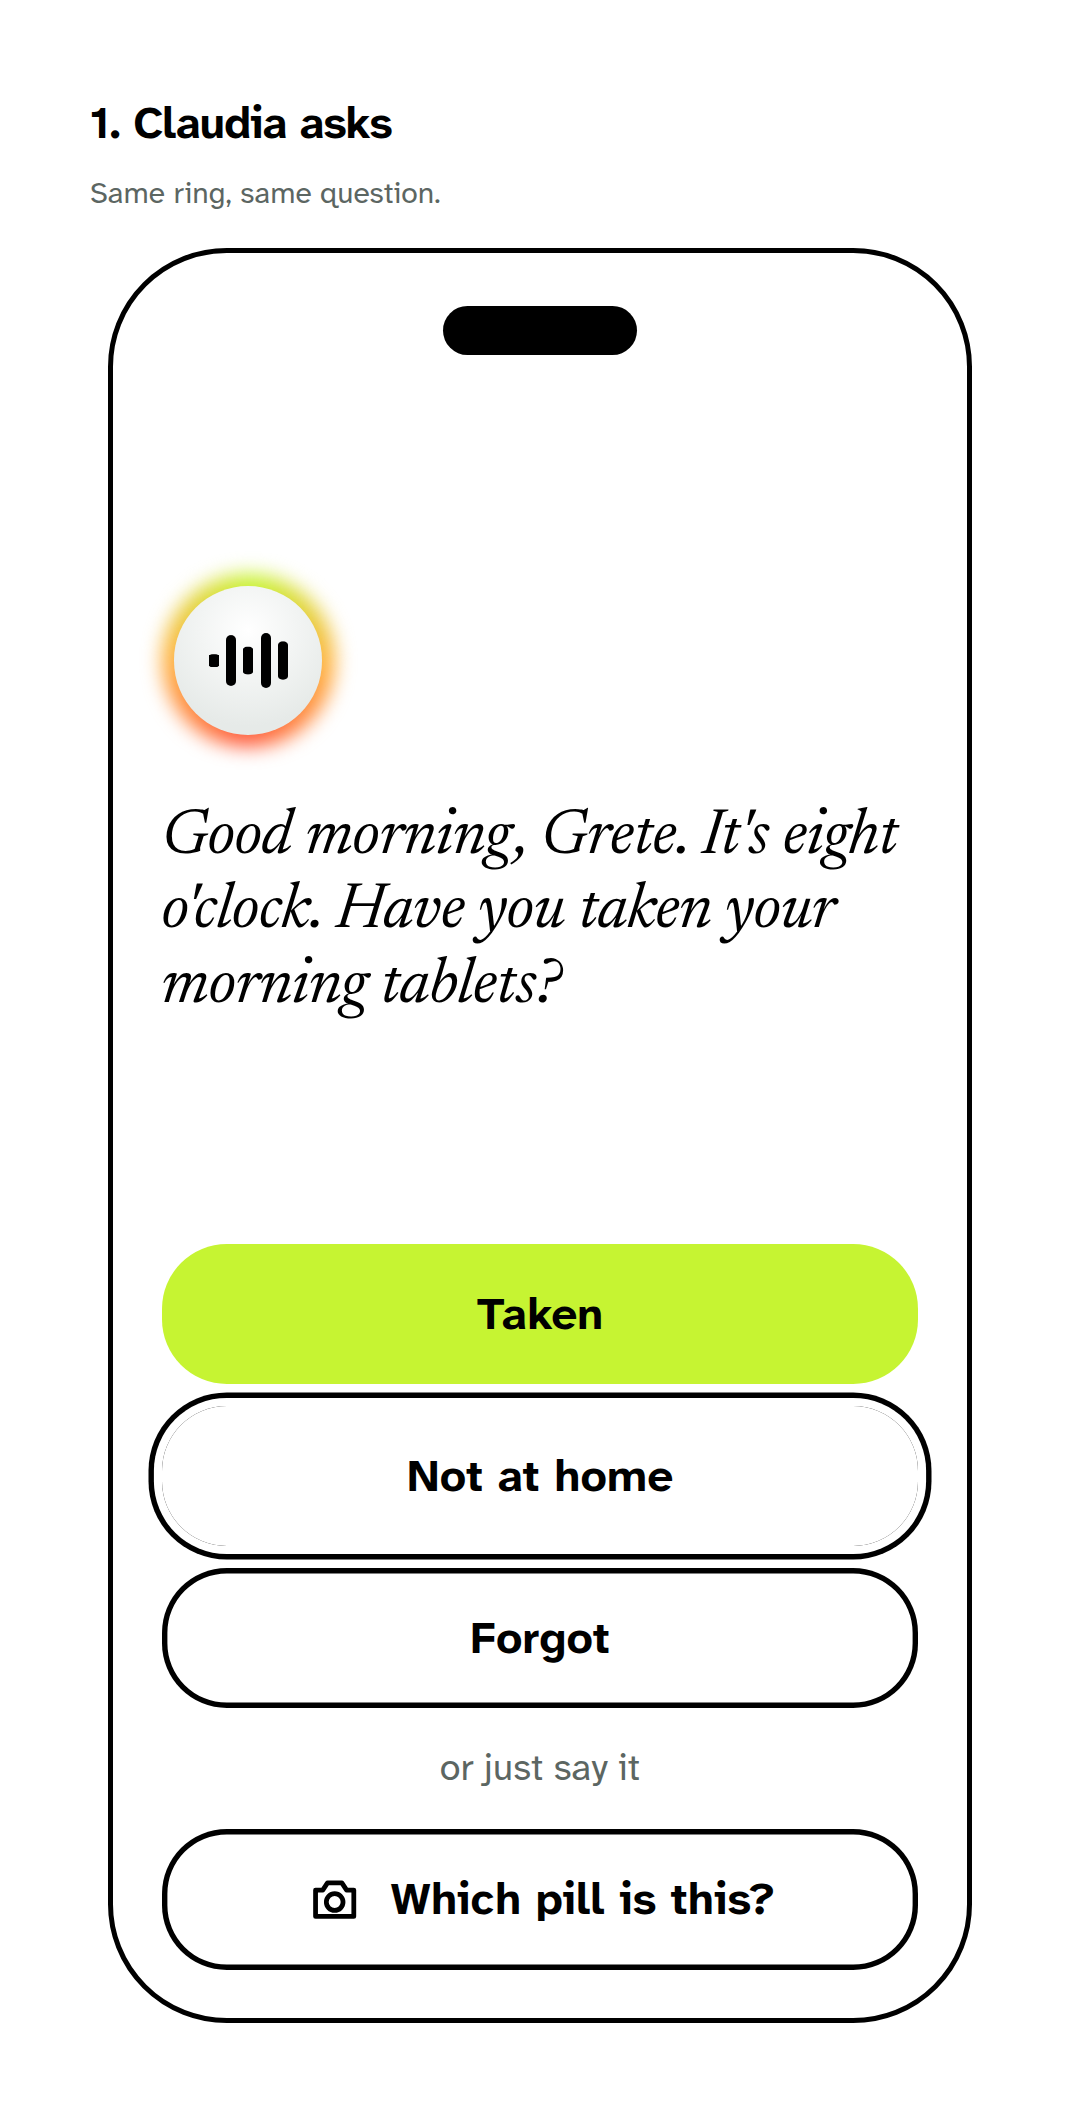 1. Claudia asks
Same ring, same question.
Good morning, Grete. It's eight
o'clock. Have you taken your
morning tablets?
Taken
Not at home
Forgot
or just say it
Which pill is this?